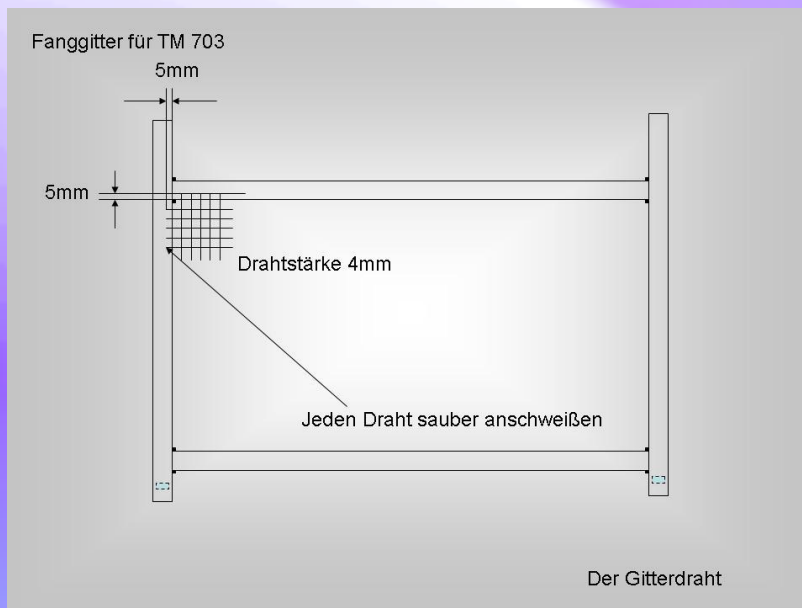 Fanggitter für TM 703
5mm
5mm
Drahtstärke 4mm
Jeden Draht sauber anschweißen
Der Gitterdraht